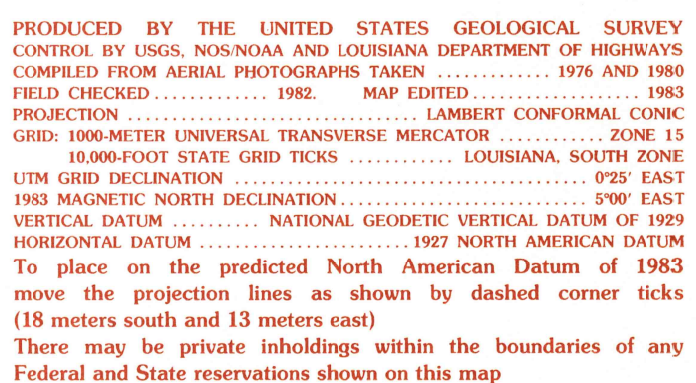 PRODUCED BY THE UNITED STATES GEOLOGICAL SURVEY
CONTROL BY USGS, NOS/NOAA AND LOUISIANA DEPARTMENT OF HIGHWAYS
COMPILED FROM AERIAL PHOTOGRAPHS TAKEN ............ 1976 AND 1980
FIELD CHECKED ............ 1982. MAP EDITED .................. 1983
PROJECTION ................................ LAMBERT CONFORMAL CONIC
GRID: 1000-METER UNIVERSAL TRANSVERSE MERCATOR ........... ZONE 15
10,000-FOOT STATE GRID TICKS ............ LOUISIANA, SOUTH ZONE
UTM GRID DECLINATION ........................................ 0°25′ EAST
1983 MAGNETIC NORTH DECLINATION .......................... 5°00′ EAST
VERTICAL DATUM .......... NATIONAL GEODETIC VERTICAL DATUM OF 1929
HORIZONTAL DATUM ....................... 1927 NORTH AMERICAN DATUM
To place on the predicted North American Datum of 1983
move the projection lines as shown by dashed corner ticks
(18 meters south and 13 meters east)
There may be private inholdings within the boundaries of any
Federal and State reservations shown on this map